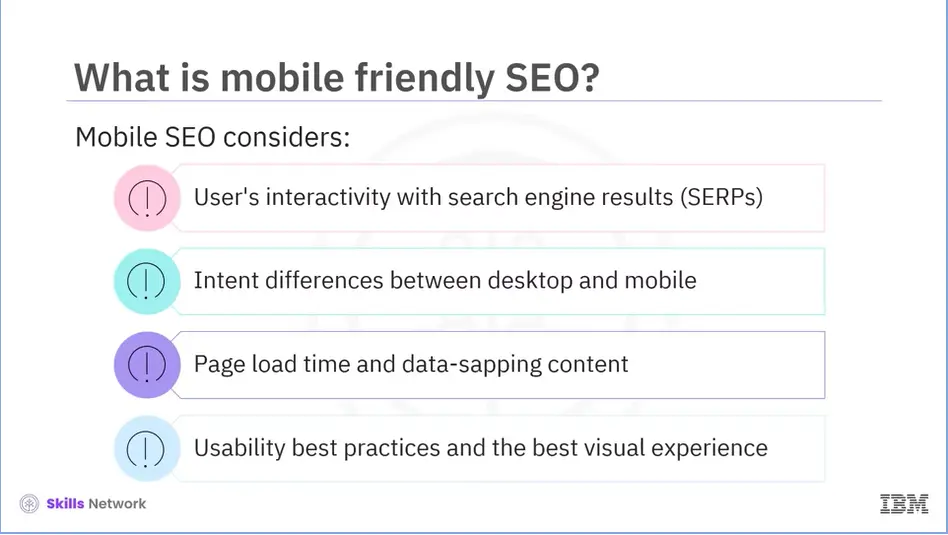 What is mobile friendly SEO?
Mobile SEO considers:
User's interactivity with search engine results (SERPs)
Intent differences between desktop and mobile
Page load time and data-sapping content
Usability best practices and the best visual experience
Skills Network
IBM